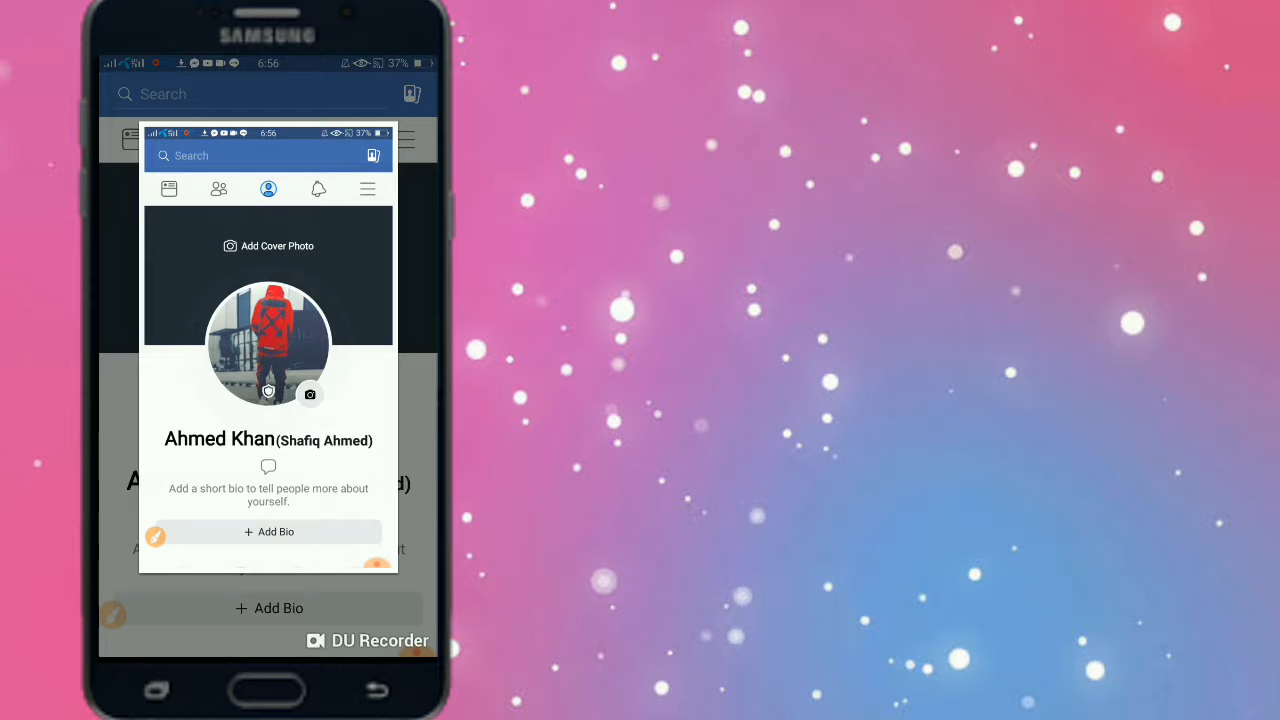 SAMSUNG
6:56
37%
Search
6:56
37%
Search
Add Cover Photo
Ahmed Khan(Shafiq Ahmed)
A
d)
Add a short bio to tell people more about
yourself.
+ Add Bio
A
ut
+ Add Bio
DU Recorder